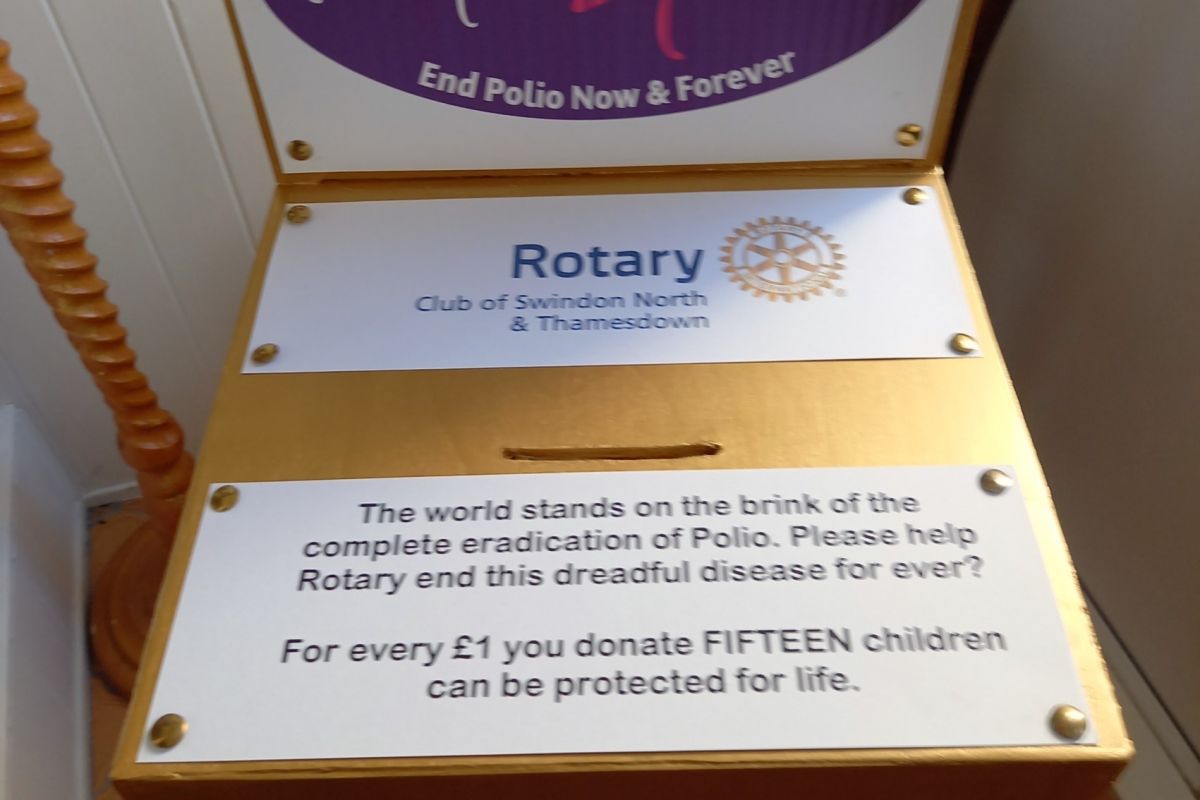 End Polio Now & Forever
Rotary
Club of Swindon North
& Thamesdown
The world stands on the brink of the
complete eradication of Polio. Please help
Rotary end this dreadful disease for ever?
For every £1 you donate FIFTEEN children
can be protected for life.